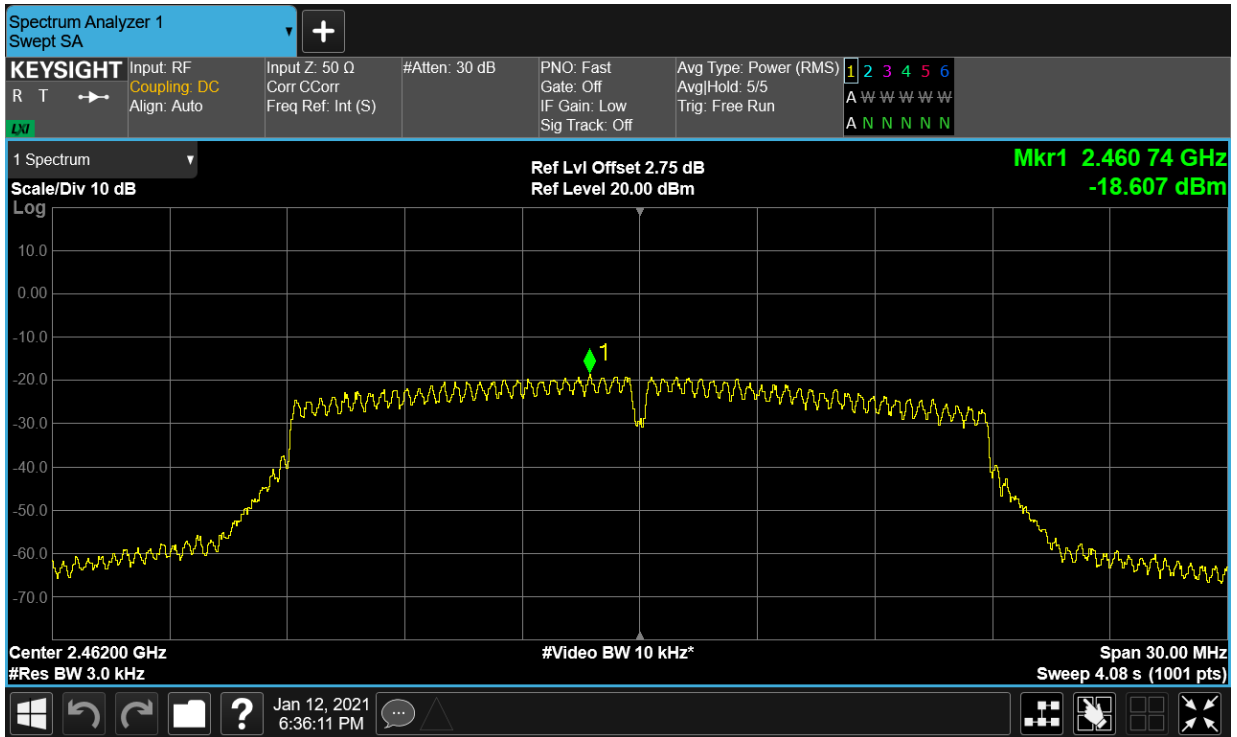 Spectrum Analyzer 1
Swept SA
+
KEYSIGHT
R T
LXI
Input: RF
Coupling: DC
Align: Auto
Input Z: 50 Ω
Corr CCorr
Freq Ref: Int (S)
#Atten: 30 dB
PNO: Fast
Gate: Off
IF Gain: Low
Sig Track: Off
Avg Type: Power (RMS)
Avg|Hold: 5/5
Trig: Free Run
1 2 3 4 5 6
A W W W W W
A N N N N N
1 Spectrum
Scale/Div 10 dB
Log
Ref Lvl Offset 2.75 dB
Ref Level 20.00 dBm
Mkr1 2.460 74 GHz
-18.607 dBm
10.0
0.00
-10.0
-20.0
-30.0
-40.0
-50.0
-60.0
-70.0
1
Center 2.46200 GHz
#Res BW 3.0 kHz
#Video BW 10 kHz*
Span 30.00 MHz
Sweep 4.08 s (1001 pts)
?
Jan 12, 2021
6:36:11 PM